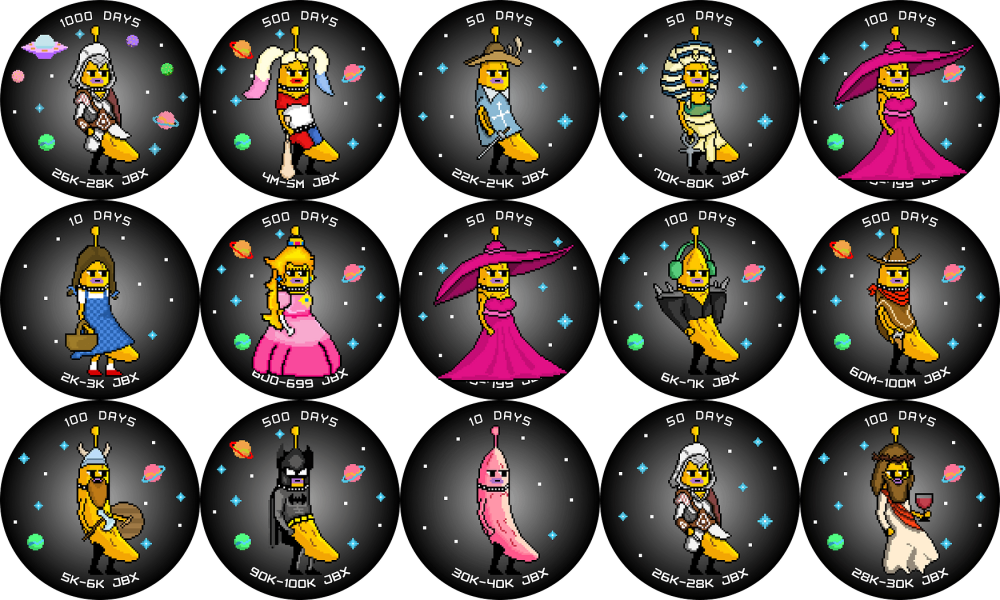 1000 DAYS
26K-28K JBX
500 DAYS
4M-5M JBX
50 DAYS
22K-24K JBX
50 DAYS
70K-80K JBX
100 DAYS
10 DAYS
2K-3K JBX
500 DAYS
600-699 JBX
50 DAYS
100 DAYS
6K-7K JBX
500 DAYS
60M-100M JBX
100 DAYS
5K-6K JBX
500 DAYS
90K-100K JBX
10 DAYS
30K-40K JBX
50 DAYS
26K-28K JBX
100 DAYS
28K-30K JBX